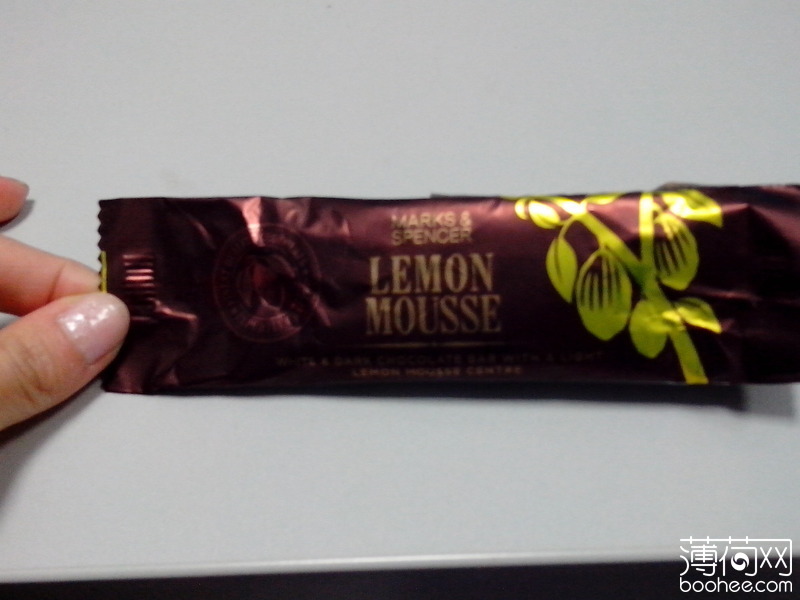 MARKS &
SPENCER
LEMON
MOUSSE
WHITE & DARK CHOCOLATE BAR WITH A LIGHT
LEMON MOUSSE CENTRE
薄荷网
boohee.com